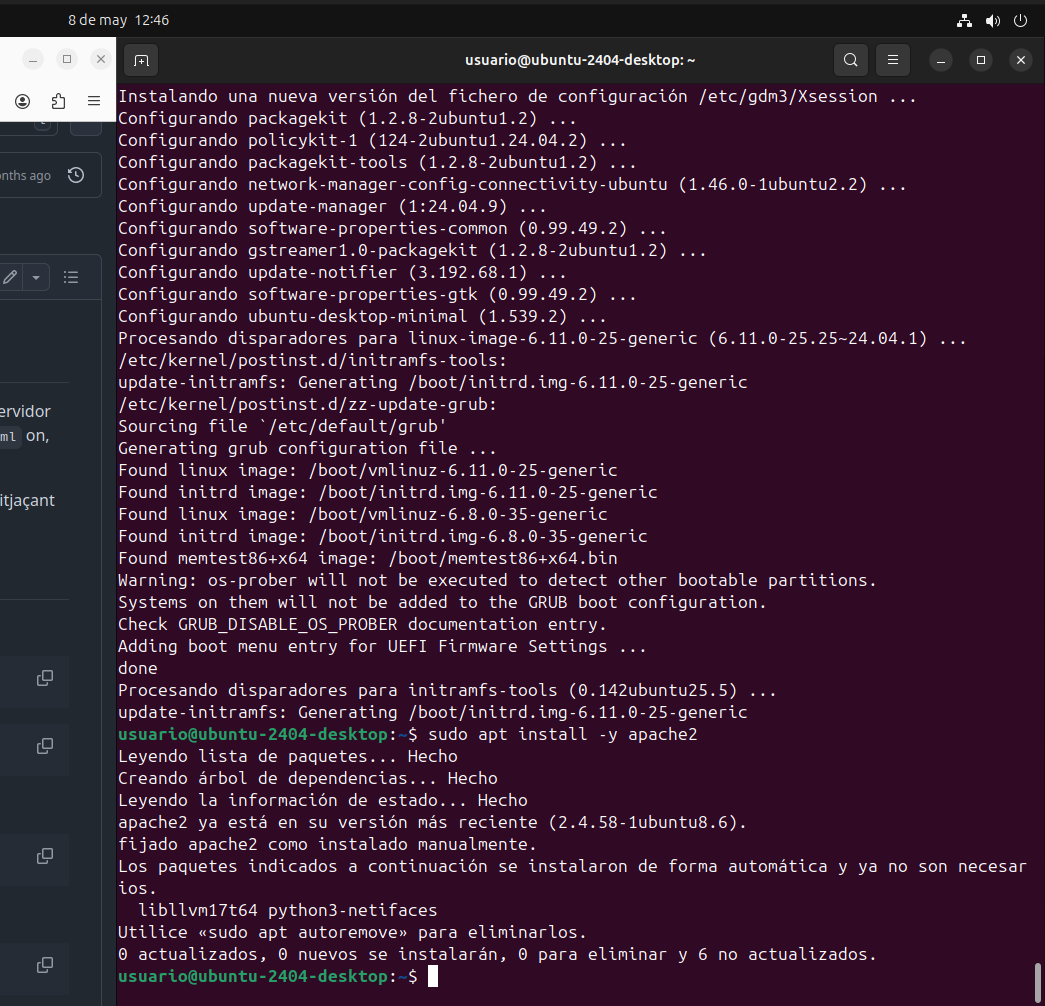 8 de may 12:46
usuario@ubuntu-2404-desktop: ~
nths ago
ervidor
ml on,
itjaçant
Instalando una nueva versión del fichero de configuración /etc/gdm3/Xsession ...
Configurando packagekit (1.2.8-2ubuntu1.2) ...
Configurando policykit-1 (124-2ubuntu1.24.04.2) ...
Configurando packagekit-tools (1.2.8-2ubuntu1.2) ...
Configurando network-manager-config-connectivity-ubuntu (1.46.0-1ubuntu2.2) ...
Configurando update-manager (1:24.04.9) ...
Configurando software-properties-common (0.99.49.2) ...
Configurando gstreamer1.0-packagekit (1.2.8-2ubuntu1.2) ...
Configurando update-notifier (3.192.68.1) ...
Configurando software-properties-gtk (0.99.49.2) ...
Configurando ubuntu-desktop-minimal (1.539.2) ...
Procesando disparadores para linux-image-6.11.0-25-generic (6.11.0-25.25~24.04.1) ...
/etc/kernel/postinst.d/initramfs-tools:
update-initramfs: Generating /boot/initrd.img-6.11.0-25-generic
/etc/kernel/postinst.d/zz-update-grub:
Sourcing file `/etc/default/grub'
Generating grub configuration file ...
Found linux image: /boot/vmlinuz-6.11.0-25-generic
Found initrd image: /boot/initrd.img-6.11.0-25-generic
Found linux image: /boot/vmlinuz-6.8.0-35-generic
Found initrd image: /boot/initrd.img-6.8.0-35-generic
Found memtest86+x64 image: /boot/memtest86+x64.bin
Warning: os-prober will not be executed to detect other bootable partitions.
Systems on them will not be added to the GRUB boot configuration.
Check GRUB_DISABLE_OS_PROBER documentation entry.
Adding boot menu entry for UEFI Firmware Settings ...
done
Procesando disparadores para initramfs-tools (0.142ubuntu25.5) ...
update-initramfs: Generating /boot/initrd.img-6.11.0-25-generic
usuario@ubuntu-2404-desktop:~$ sudo apt install -y apache2
Leyendo lista de paquetes... Hecho
Creando árbol de dependencias... Hecho
Leyendo la información de estado... Hecho
apache2 ya está en su versión más reciente (2.4.58-1ubuntu8.6).
fijado apache2 como instalado manualmente.
Los paquetes indicados a continuación se instalaron de forma automática y ya no son necesar
ios.
  libllvm17t64 python3-netifaces
Utilice «sudo apt autoremove» para eliminarlos.
0 actualizados, 0 nuevos se instalarán, 0 para eliminar y 6 no actualizados.
usuario@ubuntu-2404-desktop:~$